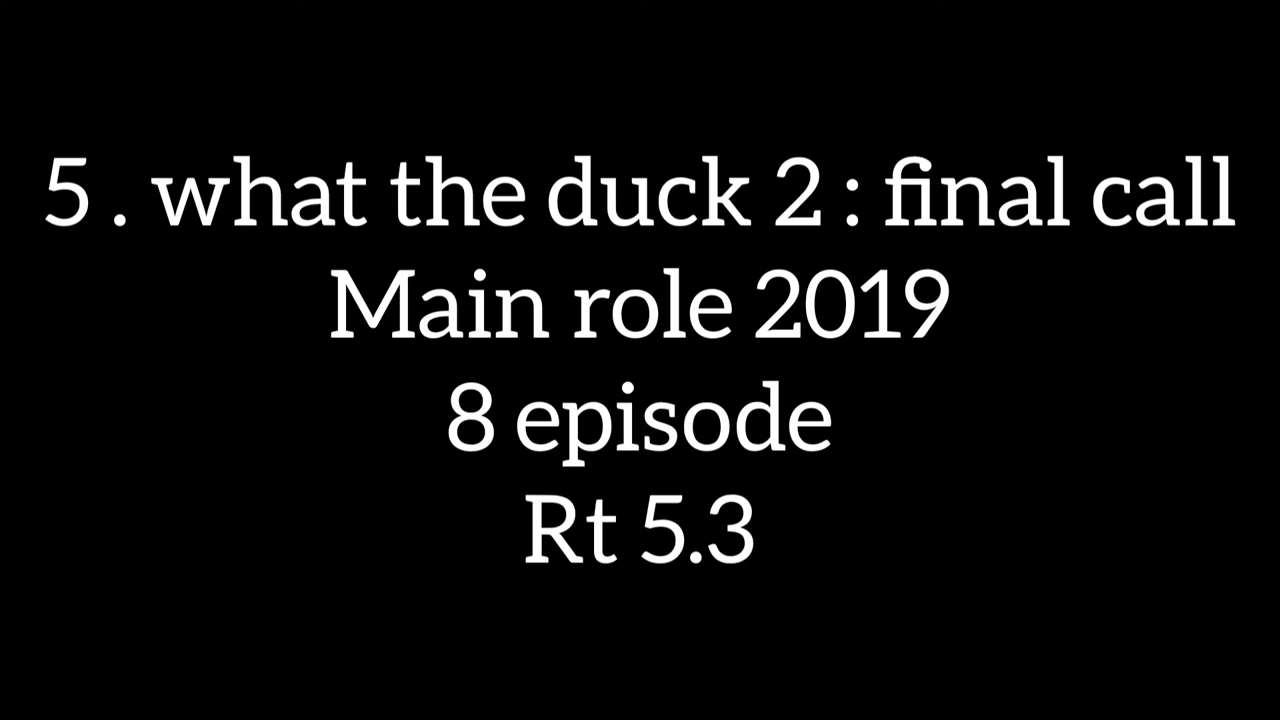 5 . what the duck 2 : final call
Main role 2019
8 episode
Rt 5.3